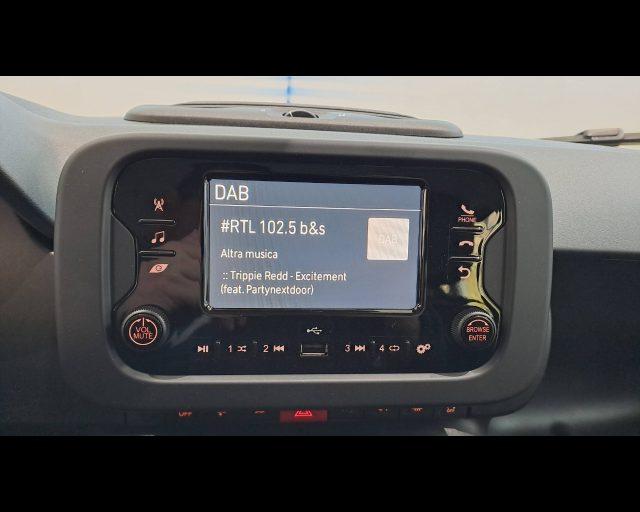 DAB
#RTL 102.5 b&s
DAB
Altra musica
:: Trippie Redd - Excitement
(feat. Partynextdoor)
PHONE
VOL
MUTE
BROWSE
ENTER
1 2 3 4
OFF